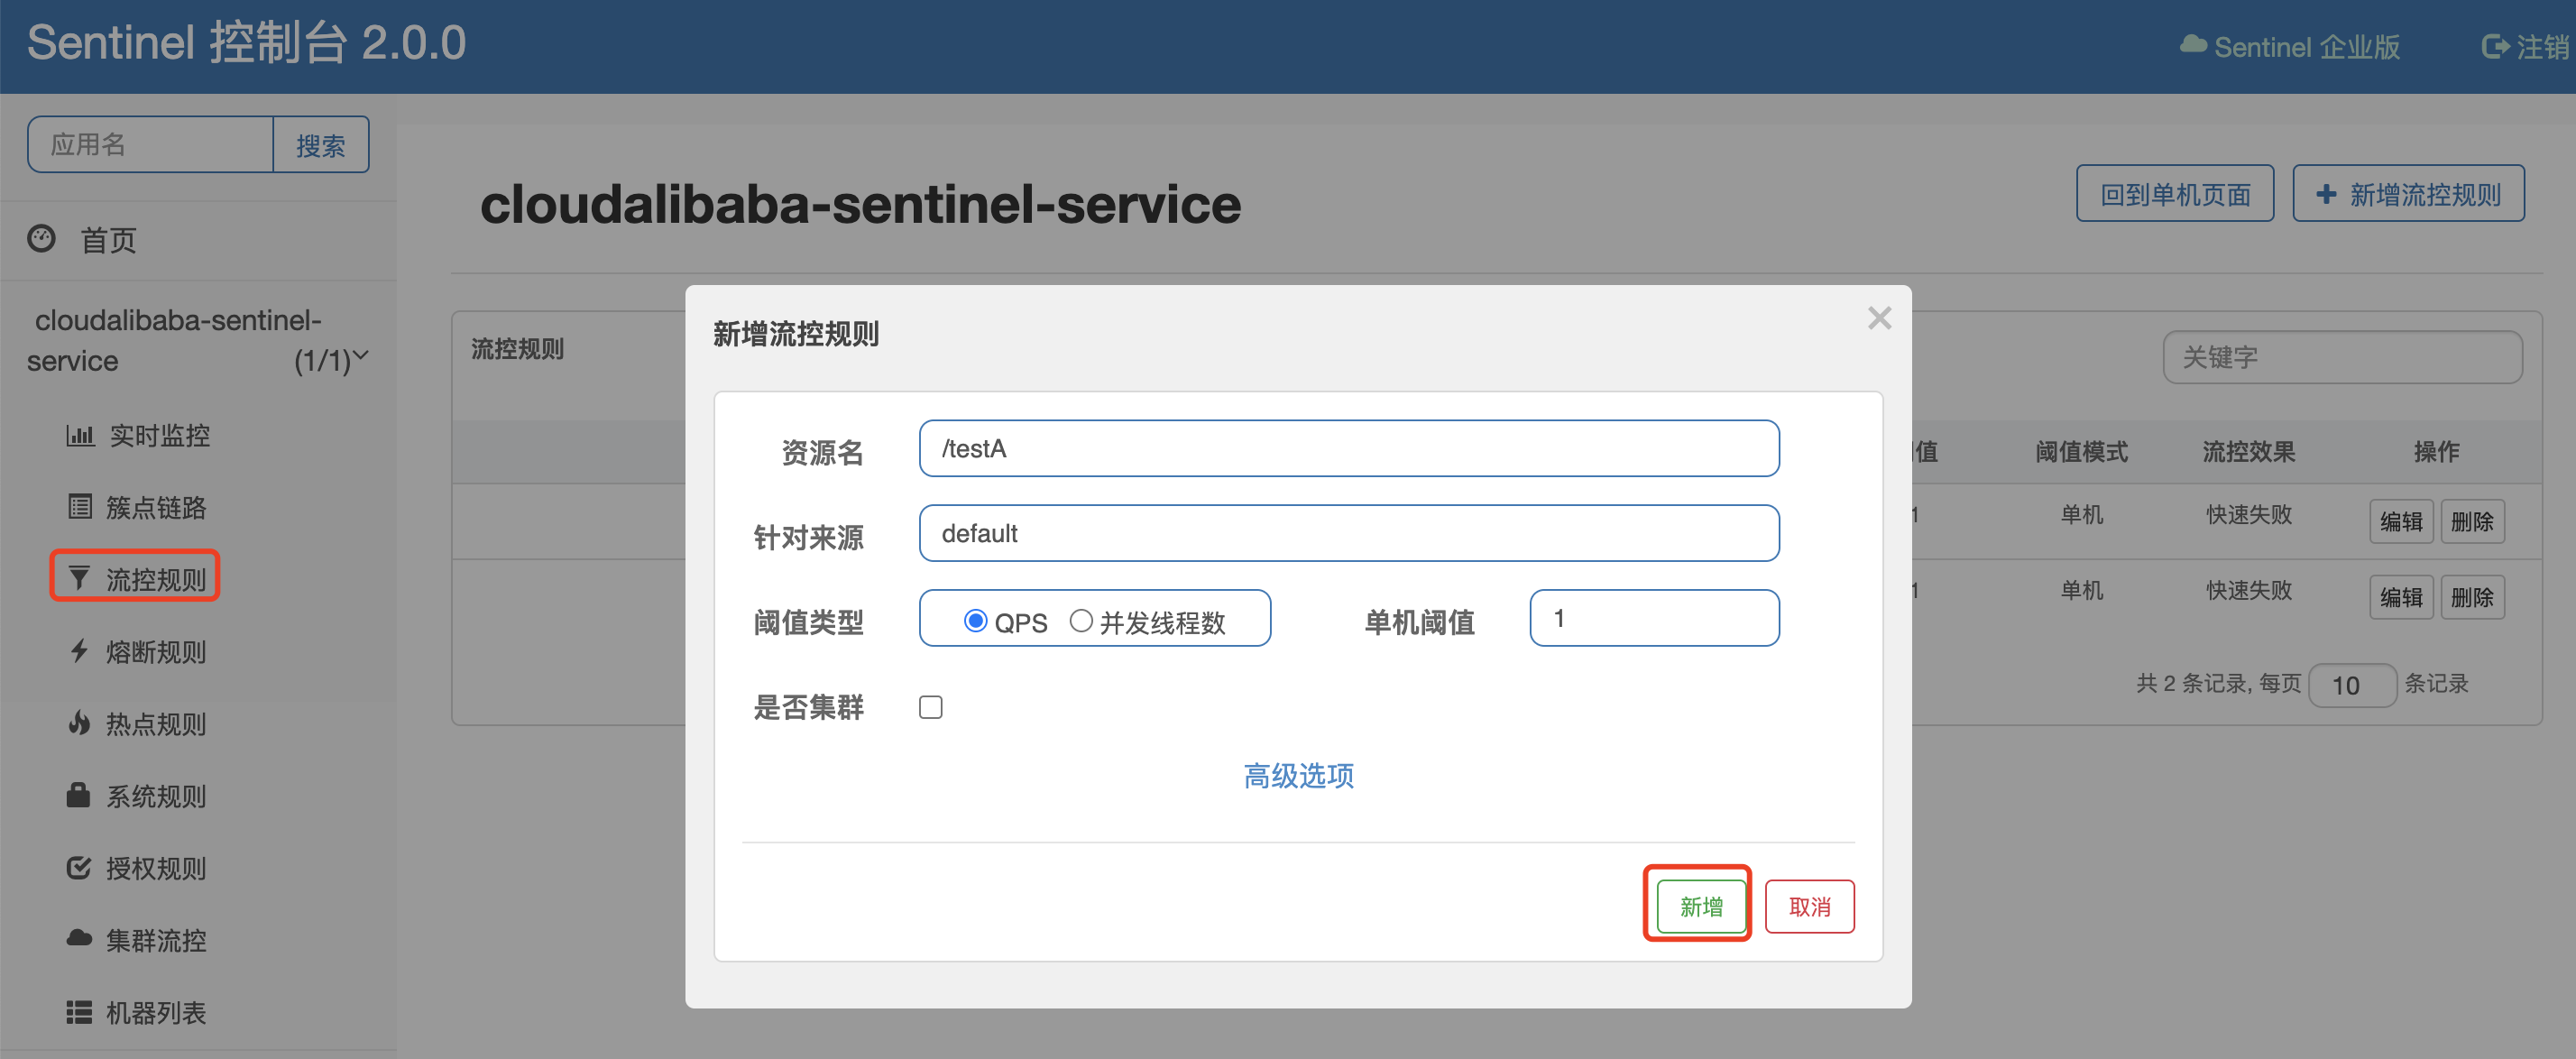 Sentinel 控制台 2.0.0
Sentinel 企业版
注销
应用名
搜索
首页
cloudalibaba-sentinel-
service
(1/1)
实时监控
簇点链路
流控规则
熔断规则
热点规则
系统规则
授权规则
集群流控
机器列表
cloudalibaba-sentinel-service
回到单机页面
新增流控规则
流控规则
关键字
值 阈值模式 流控效果 操作
1 单机 快速失败 编辑 删除
1 单机 快速失败 编辑 删除
共 2 条记录, 每页 10 条记录
新增流控规则
×
资源名 /testA
针对来源 default
阈值类型 QPS 并发线程数 单机阈值 1
是否集群
高级选项
新增 取消